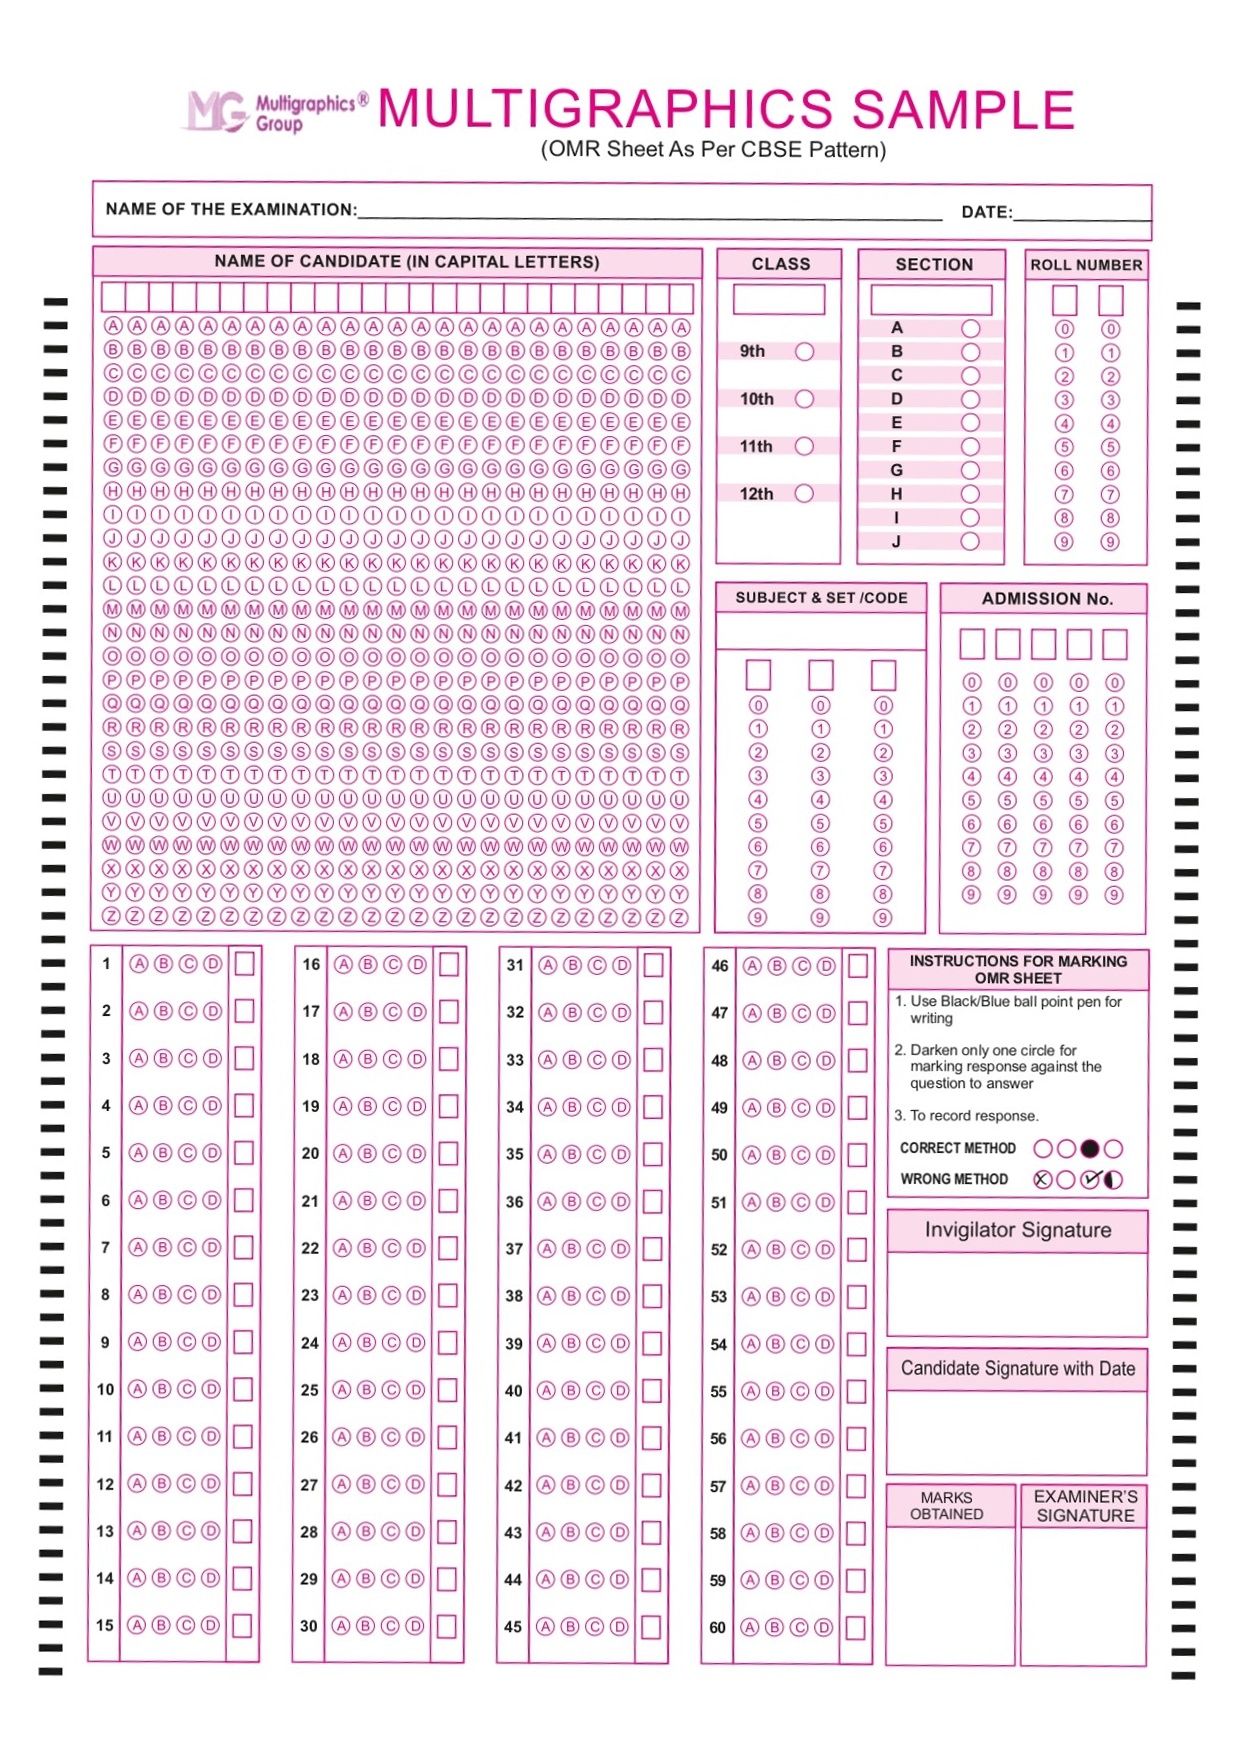 MG Multigraphics® Group
MULTIGRAPHICS SAMPLE
(OMR Sheet As Per CBSE Pattern)
NAME OF THE EXAMINATION:
DATE:
NAME OF CANDIDATE (IN CAPITAL LETTERS)
A A A A A A A A A A A A A A A A A A A A A A A A A
B B B B B B B B B B B B B B B B B B B B B B B B B
C C C C C C C C C C C C C C C C C C C C C C C C C
D D D D D D D D D D D D D D D D D D D D D D D D D
E E E E E E E E E E E E E E E E E E E E E E E E E
F F F F F F F F F F F F F F F F F F F F F F F F F
G G G G G G G G G G G G G G G G G G G G G G G G G
H H H H H H H H H H H H H H H H H H H H H H H H H
I I I I I I I I I I I I I I I I I I I I I I I I I
J J J J J J J J J J J J J J J J J J J J J J J J J
K K K K K K K K K K K K K K K K K K K K K K K K K
L L L L L L L L L L L L L L L L L L L L L L L L L
M M M M M M M M M M M M M M M M M M M M M M M M M
N N N N N N N N N N N N N N N N N N N N N N N N N
O O O O O O O O O O O O O O O O O O O O O O O O O
P P P P P P P P P P P P P P P P P P P P P P P P P
Q Q Q Q Q Q Q Q Q Q Q Q Q Q Q Q Q Q Q Q Q Q Q Q Q
R R R R R R R R R R R R R R R R R R R R R R R R R
S S S S S S S S S S S S S S S S S S S S S S S S S
T T T T T T T T T T T T T T T T T T T T T T T T T
U U U U U U U U U U U U U U U U U U U U U U U U U
V V V V V V V V V V V V V V V V V V V V V V V V V
W W W W W W W W W W W W W W W W W W W W W W W W W
X X X X X X X X X X X X X X X X X X X X X X X X X
Y Y Y Y Y Y Y Y Y Y Y Y Y Y Y Y Y Y Y Y Y Y Y Y Y
Z Z Z Z Z Z Z Z Z Z Z Z Z Z Z Z Z Z Z Z Z Z Z Z Z
CLASS
9th
10th
11th
12th
SECTION
A
B
C
D
E
F
G
H
I
J
ROLL NUMBER
0 0
1 1
2 2
3 3
4 4
5 5
6 6
7 7
8 8
9 9
SUBJECT & SET /CODE
0 0 0
1 1 1
2 2 2
3 3 3
4 4 4
5 5 5
6 6 6
7 7 7
8 8 8
9 9 9
ADMISSION No.
0 0 0 0 0
1 1 1 1 1
2 2 2 2 2
3 3 3 3 3
4 4 4 4 4
5 5 5 5 5
6 6 6 6 6
7 7 7 7 7
8 8 8 8 8
9 9 9 9 9
1 A B C D
2 A B C D
3 A B C D
4 A B C D
5 A B C D
6 A B C D
7 A B C D
8 A B C D
9 A B C D
10 A B C D
11 A B C D
12 A B C D
13 A B C D
14 A B C D
15 A B C D
16 A B C D
17 A B C D
18 A B C D
19 A B C D
20 A B C D
21 A B C D
22 A B C D
23 A B C D
24 A B C D
25 A B C D
26 A B C D
27 A B C D
28 A B C D
29 A B C D
30 A B C D
31 A B C D
32 A B C D
33 A B C D
34 A B C D
35 A B C D
36 A B C D
37 A B C D
38 A B C D
39 A B C D
40 A B C D
41 A B C D
42 A B C D
43 A B C D
44 A B C D
45 A B C D
46 A B C D
47 A B C D
48 A B C D
49 A B C D
50 A B C D
51 A B C D
52 A B C D
53 A B C D
54 A B C D
55 A B C D
56 A B C D
57 A B C D
58 A B C D
59 A B C D
60 A B C D
INSTRUCTIONS FOR MARKING
OMR SHEET
1. Use Black/Blue ball point pen for
writing
2. Darken only one circle for
marking response against the
question to answer
3. To record response.
CORRECT METHOD
WRONG METHOD
Invigilator Signature
Candidate Signature with Date
MARKS
OBTAINED
EXAMINER'S
SIGNATURE